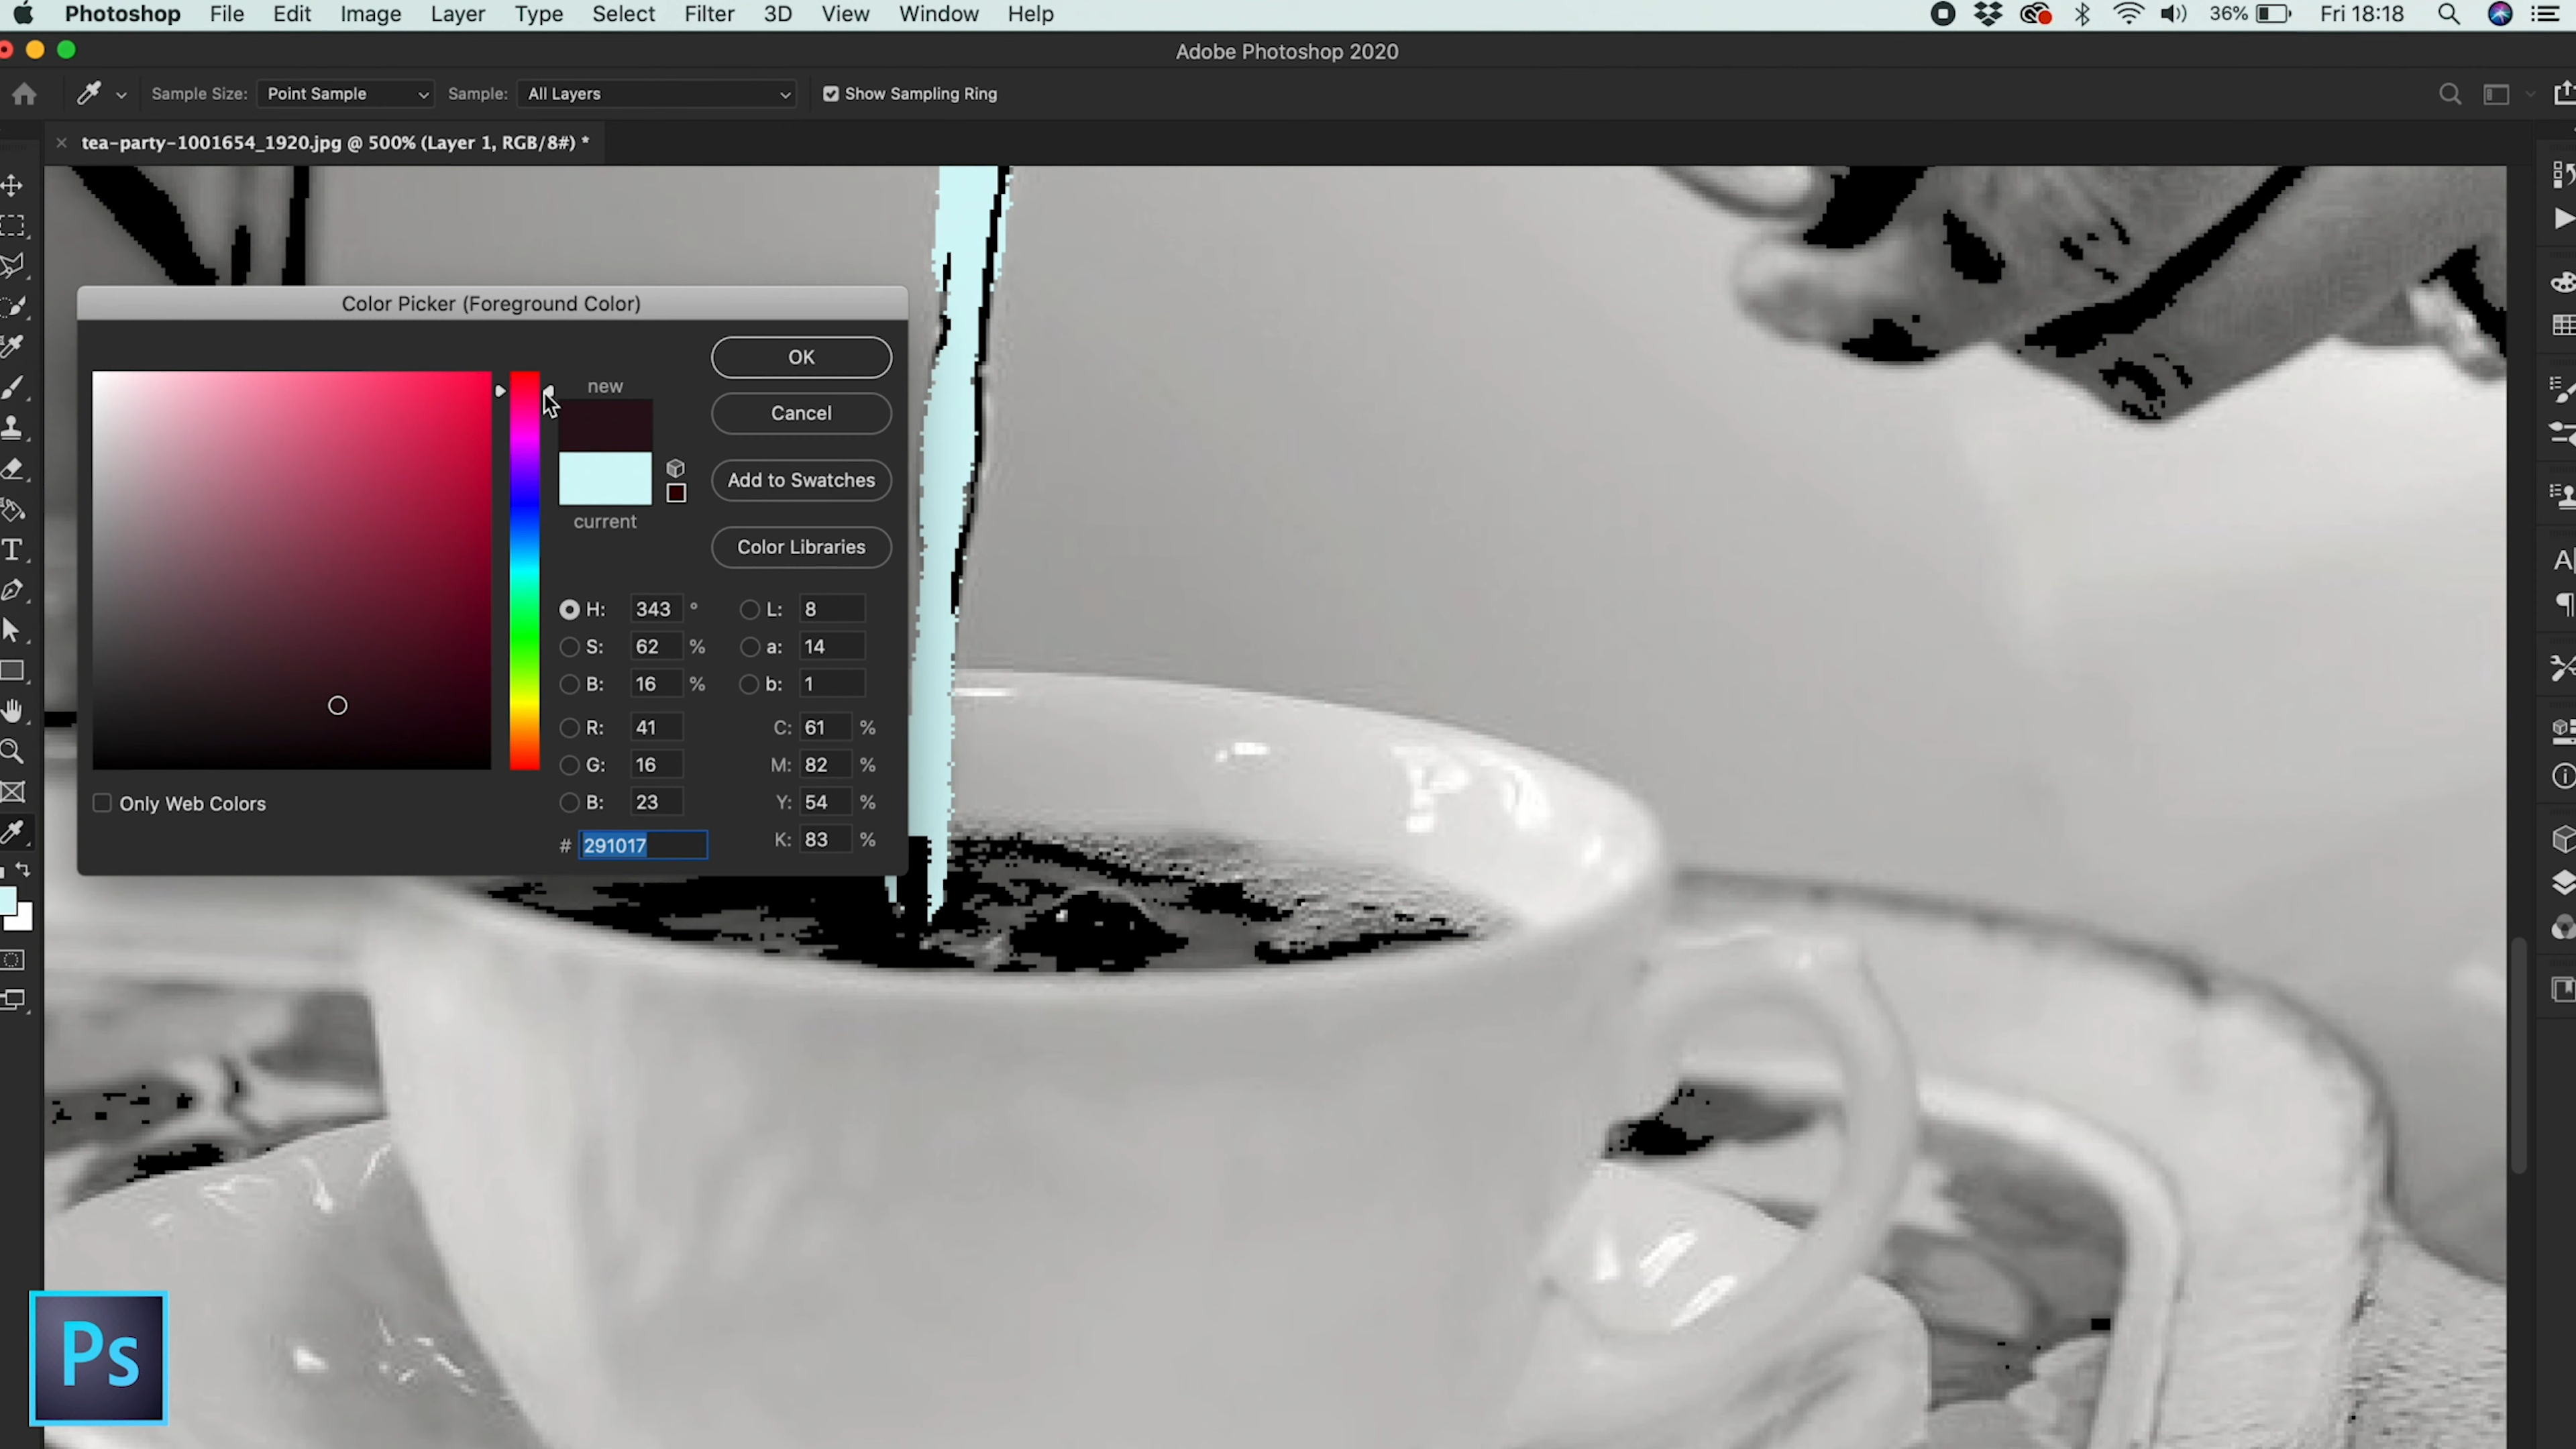 Photoshop File Edit Image Layer Type Select Filter 3D View Window Help 36% Fri 18:18
Adobe Photoshop 2020
Sample Size: Point Sample Sample: All Layers Show Sampling Ring
tea-party-1001654_1920.jpg @ 500% (Layer 1, RGB/8#) *
Color Picker (Foreground Color)
OK
new
Cancel
Add to Swatches
current
Color Libraries
H: 343 ° L: 8
S: 62 % a: 14
B: 16 % b: 1
R: 41 C: 61 %
G: 16 M: 82 %
Only Web Colors B: 23 Y: 54 %
# 291017 K: 83 %
Ps